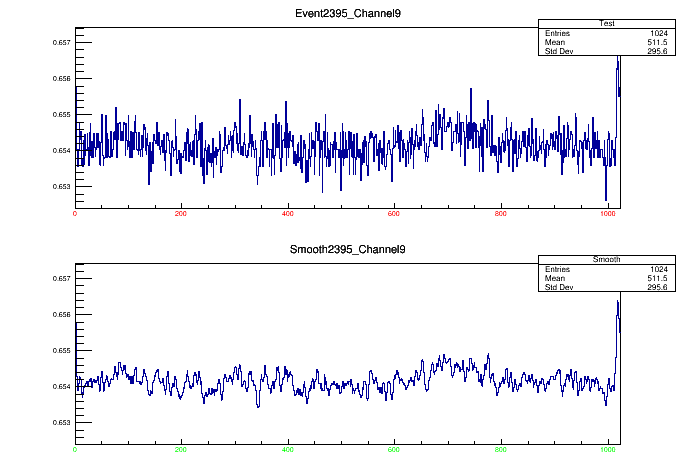 Event2395_Channel9
Test
Entries 1024
Mean 511.5
Std Dev 295.6
0.657
0.656
0.655
0.654
0.653
0 200 400 600 800 1000
Smooth2395_Channel9
Smooth
Entries 1024
Mean 511.5
Std Dev 295.6
0.657
0.656
0.655
0.654
0.653
0 200 400 600 800 1000